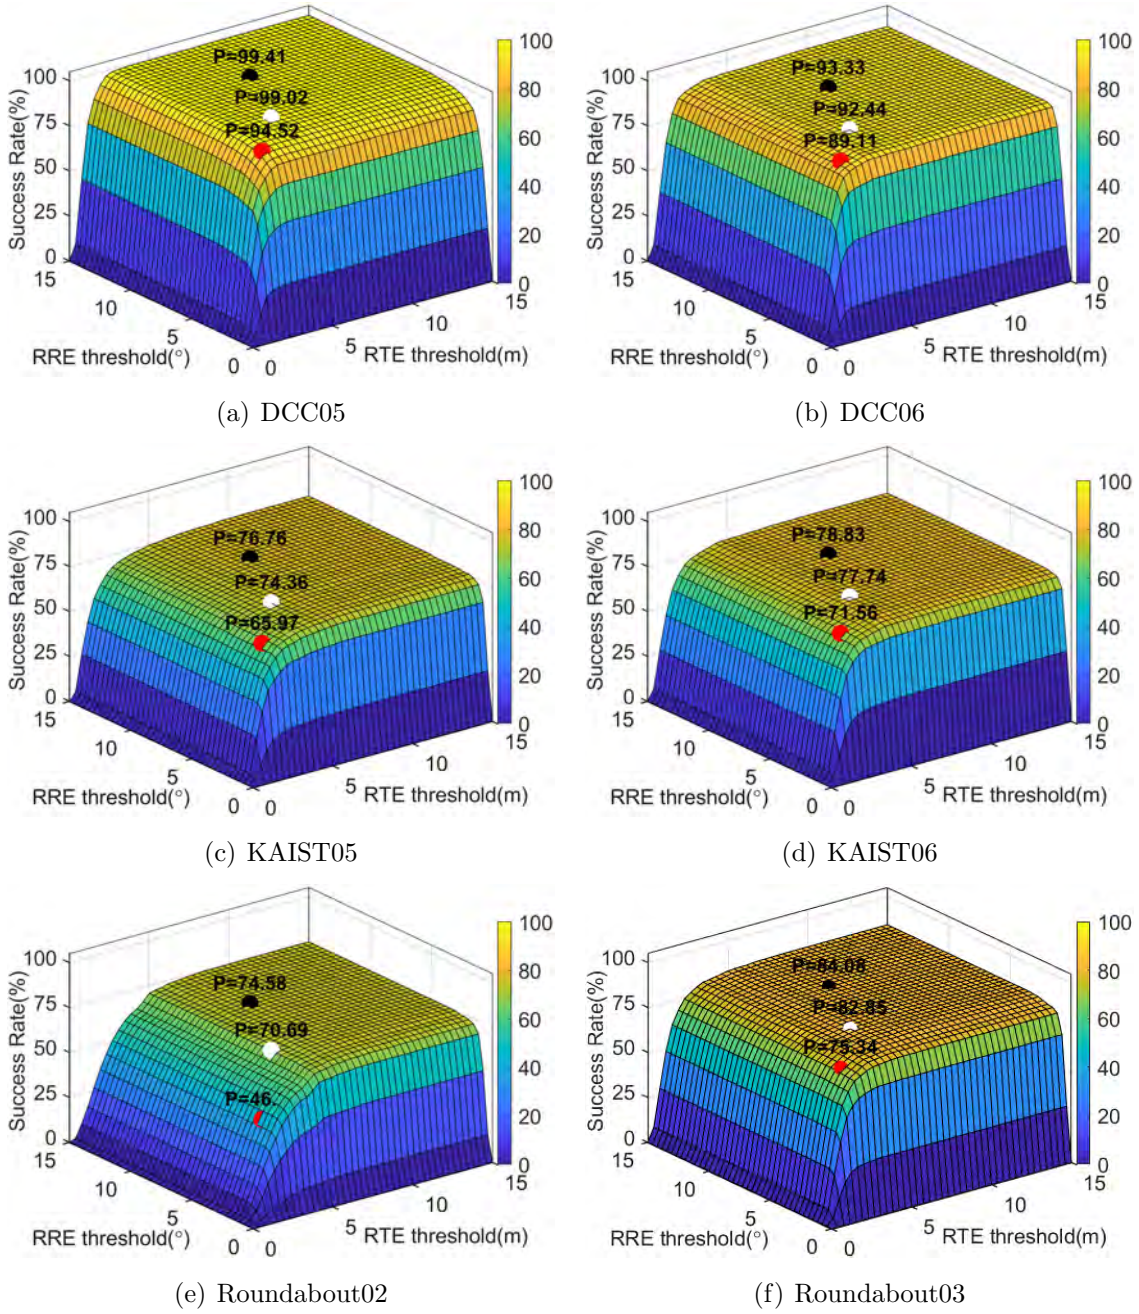 P=99.41
P=99.02
P=94.52
100
75
50
25
0
Success Rate(%)
15
10
5
0
RRE threshold(°)
0
5
10
15
RTE threshold(m)
100
80
60
40
20
0
(a) DCC05
P=93.33
P=92.44
P=89.11
100
75
50
25
0
Success Rate(%)
15
10
5
0
RRE threshold(°)
0
5
10
15
RTE threshold(m)
100
80
60
40
20
0
(b) DCC06
P=76.76
P=74.36
P=65.97
100
75
50
25
0
Success Rate(%)
15
10
5
0
RRE threshold(°)
0
5
10
15
RTE threshold(m)
100
80
60
40
20
0
(c) KAIST05
P=78.83
P=77.74
P=71.56
100
75
50
25
0
Success Rate(%)
15
10
5
0
RRE threshold(°)
0
5
10
15
RTE threshold(m)
100
80
60
40
20
0
(d) KAIST06
P=74.58
P=70.69
P=46.
100
75
50
25
0
Success Rate(%)
15
10
5
0
RRE threshold(°)
0
5
10
15
RTE threshold(m)
100
80
60
40
20
0
(e) Roundabout02
P=84.08
P=82.85
P=75.34
100
75
50
25
0
Success Rate(%)
15
10
5
0
RRE threshold(°)
0
5
10
15
RTE threshold(m)
100
80
60
40
20
0
(f) Roundabout03